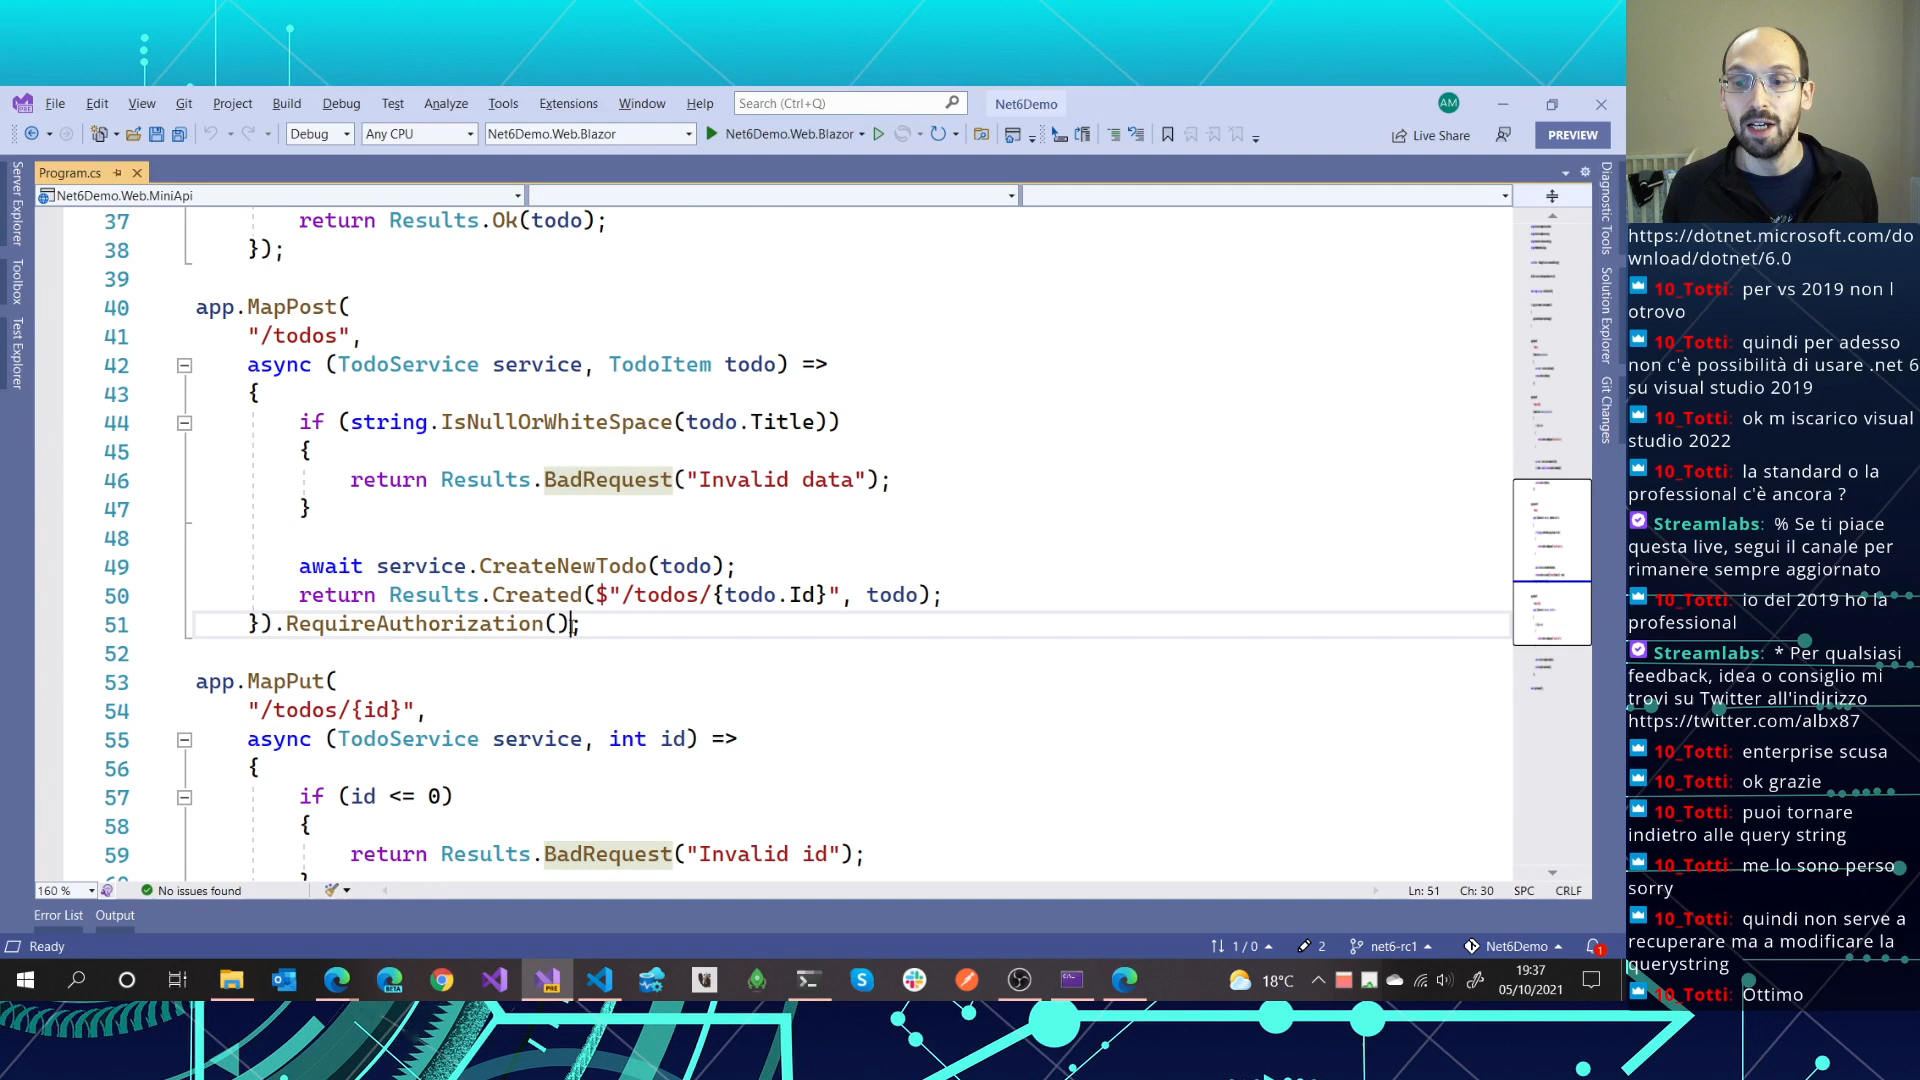 File Edit View Git Project Build Debug Test Analyze Tools Extensions Window Help Search (Ctrl+Q) Net6Demo AM
Debug Any CPU Net6Demo.Web.Blazor Net6Demo.Web.Blazor Live Share PREVIEW
Program.cs
Net6Demo.Web.MiniApi
Server Explorer
Toolbox
Test Explorer
37 return Results.Ok(todo);
38 });
39
40 app.MapPost(
41 "/todos",
42 async (TodoService service, TodoItem todo) =>
43 {
44 if (string.IsNullOrWhiteSpace(todo.Title))
45 {
46 return Results.BadRequest("Invalid data");
47 }
48
49 await service.CreateNewTodo(todo);
50 return Results.Created($"/todos/{todo.Id}", todo);
51 }).RequireAuthorization();
52
53 app.MapPut(
54 "/todos/{id}",
55 async (TodoService service, int id) =>
56 {
57 if (id <= 0)
58 {
59 return Results.BadRequest("Invalid id");
160 % No issues found Ln: 51 Ch: 30 SPC CRLF
Error List Output
Ready 1 / 0 2 net6-rc1 Net6Demo 1
Diagnostic Tools
Solution Explorer
Git Changes
BETA
PRE
18°C
19:37
05/10/2021
https://dotnet.microsoft.com/do
wnload/dotnet/6.0
10_Totti: per vs 2019 non l
otrovo
10_Totti: quindi per adesso
non c'è possibilità di usare .net 6
su visual studio 2019
10_Totti: ok m iscarico visual
studio 2022
10_Totti: la standard o la
professional c'è ancora ?
Streamlabs: % Se ti piace
questa live, segui il canale per
rimanere sempre aggiornato
10_Totti: io del 2019 ho la
professional
Streamlabs: * Per qualsiasi
feedback, idea o consiglio mi
trovi su Twitter all'indirizzo
https://twitter.com/albx87
10_Totti: enterprise scusa
10_Totti: ok grazie
10_Totti: puoi tornare
indietro alle query string
10_Totti: me lo sono perso
sorry
10_Totti: quindi non serve a
recuperare ma a modificare la
querystring
10_Totti: Ottimo